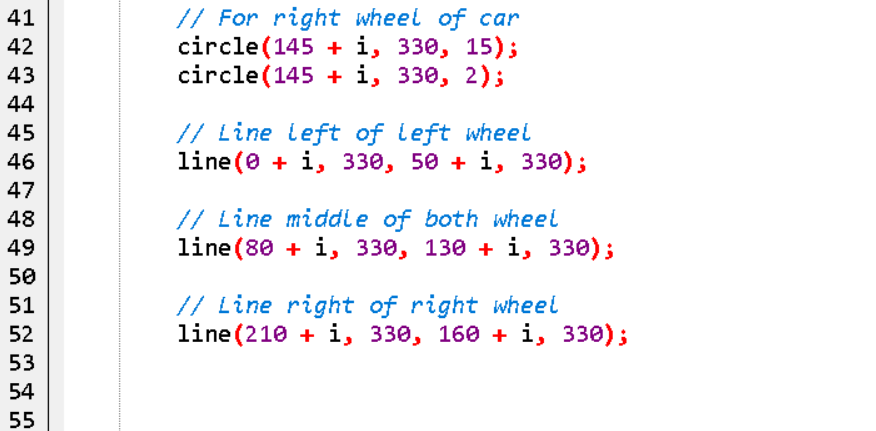 41 // For right wheel of car
42 circle(145 + i, 330, 15);
43 circle(145 + i, 330, 2);
44
45 // Line left of left wheel
46 line(0 + i, 330, 50 + i, 330);
47
48 // Line middle of both wheel
49 line(80 + i, 330, 130 + i, 330);
50
51 // Line right of right wheel
52 line(210 + i, 330, 160 + i, 330);
53
54
55